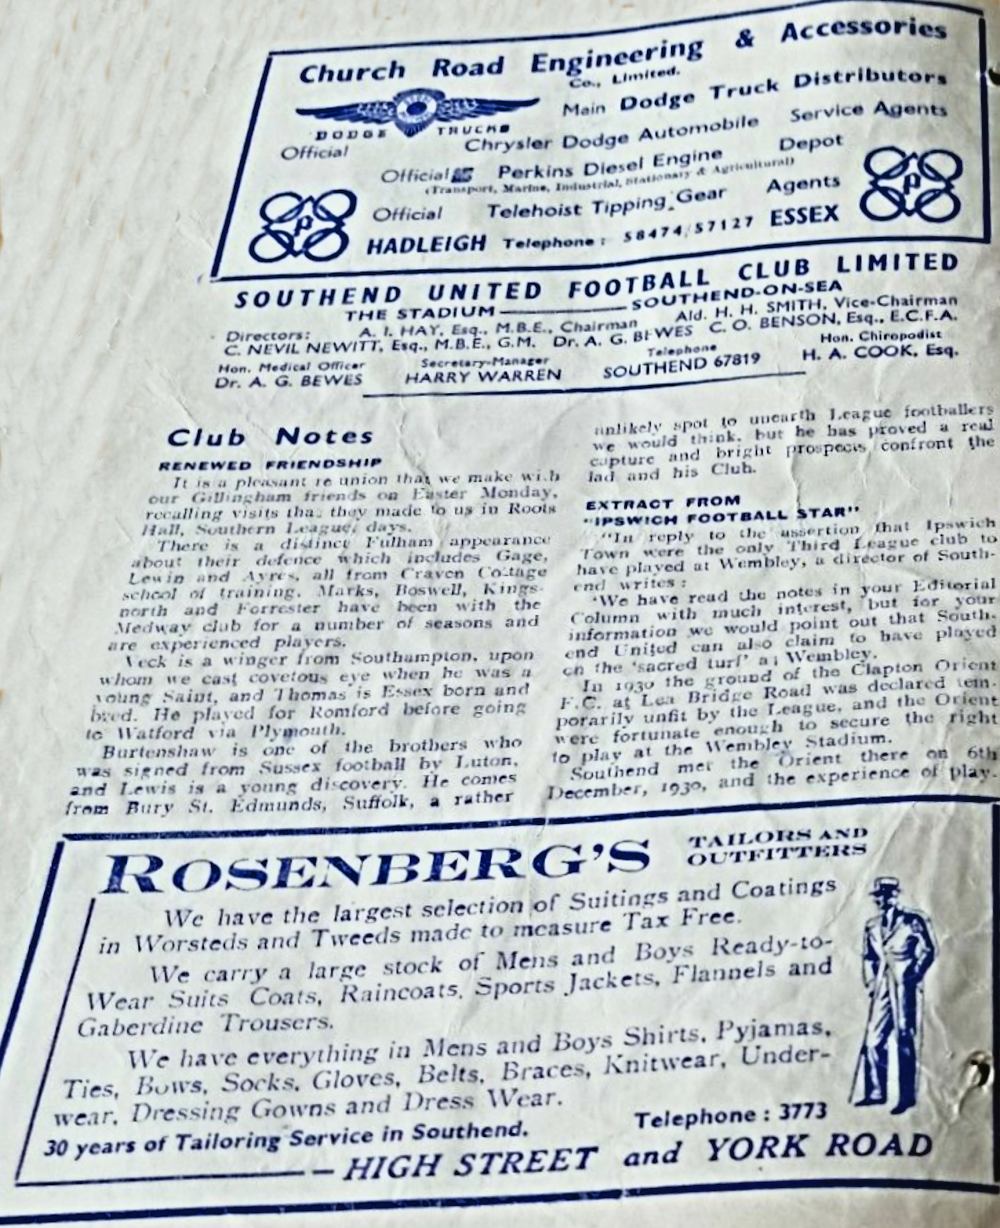 Church Road Engineering & Accessories
Co., Limited.
DODGE TRUCKS
Main Dodge Truck Distributors
Official Chrysler Dodge Automobile Service Agents
Official Perkins Diesel Engine Depot
(Transport, Marine, Industrial, Stationary & Agricultural)
Official Telehoist Tipping Gear Agents
P
P
HADLEIGH Telephone: 58474/57127 ESSEX
SOUTHEND UNITED FOOTBALL CLUB LIMITED
THE STADIUM SOUTHEND-ON-SEA
Directors: A. I. HAY, Esq., M.B.E., Chairman Ald. H. H. SMITH, Vice-Chairman
C. NEVIL NEWITT, Esq., M.B.E., G.M. Dr. A. G. BEWES C. O. BENSON, Esq., E.C.F.A.
Hon. Medical Officer Secretary-Manager Telephone Hon. Chiropodist
Dr. A. G. BEWES HARRY WARREN SOUTHEND 67819 H. A. COOK, Esq.
Club Notes
RENEWED FRIENDSHIP
It is a pleasant re union that we make with
our Gillingham friends on Easter Monday,
recalling visits that they made to us in Roots
Hall, Southern League, days.
There is a distinct Fulham appearance
about their defence which includes Gage,
Lewin and Ayres, all from Craven Cottage
school of training. Marks, Boswell, Kings-
north and Forrester have been with the
Medway club for a number of seasons and
are experienced players.
Veck is a winger from Southampton, upon
whom we cast covetous eye when he was a
young Saint, and Thomas is Essex born and
bred. He played for Romford before going
to Watford via Plymouth.
Burtenshaw is one of the brothers who
was signed from Sussex football by Luton,
and Lewis is a young discovery. He comes
from Bury St. Edmunds, Suffolk, a rather
unlikely spot to unearth League footballers
we would think, but he has proved a real
capture and bright prospects confront the
lad and his Club.
EXTRACT FROM
"IPSWICH FOOTBALL STAR"
"In reply to the assertion that Ipswich
Town were the only Third League club to
have played at Wembley, a director of South-
end writes:
'We have read the notes in your Editorial
Column with much interest, but for your
information we would point out that South-
end United can also claim to have played
on the 'sacred turf' at Wembley.
In 1930 the ground of the Clapton Orient
F.C. at Lea Bridge Road was declared tem-
porarily unfit by the League, and the Orient
were fortunate enough to secure the right
to play at the Wembley Stadium.
Southend met the Orient there on 6th
December, 1930, and the experience of play-
ROSENBERG'S TAILORS AND
OUTFITTERS
We have the largest selection of Suitings and Coatings
in Worsteds and Tweeds made to measure Tax Free.
We carry a large stock of Mens and Boys Ready-to-
Wear Suits Coats, Raincoats, Sports Jackets, Flannels and
Gaberdine Trousers.
We have everything in Mens and Boys Shirts, Pyjamas,
Ties, Bows, Socks, Gloves, Belts, Braces, Knitwear, Under-
wear, Dressing Gowns and Dress Wear.
30 years of Tailoring Service in Southend. Telephone: 3773
HIGH STREET and YORK ROAD